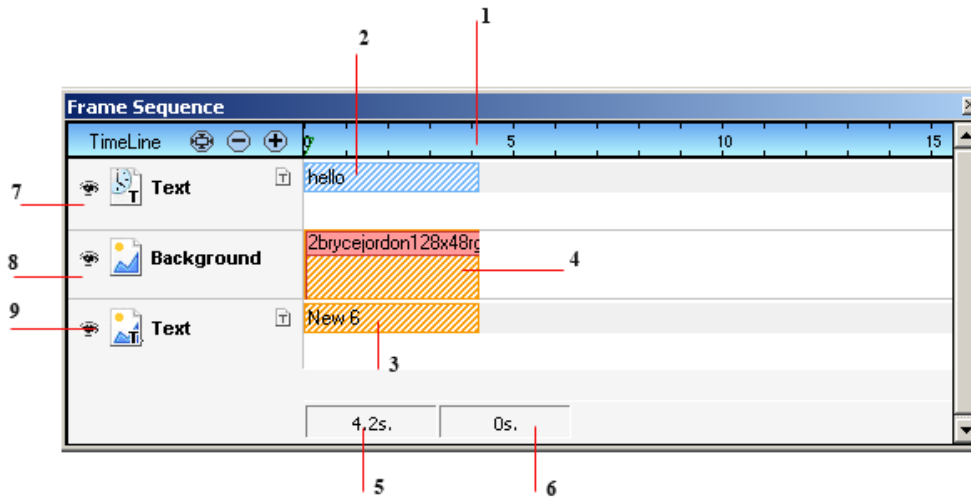 1
2
Frame Sequence
TimeLine 0 5 10 15
7 Text T hello
8 Background 2brycejordon128x48rg
4
9 Text T New 6
3
4.2s. 0s.
5 6